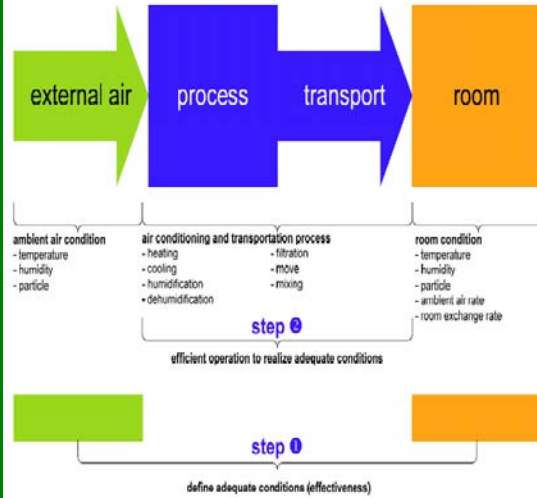 external air
process
transport
room
ambient air condition
- temperature
- humidity
- particle
air conditioning and transportation process
- heating
- cooling
- humidification
- dehumidification
- filtration
- move
- mixing
room condition
- temperature
- humidity
- particle
- ambient air rate
- room exchange rate
step ❷
efficient operation to realize adequate conditions
step ❶
define adequate conditions (effectiveness)